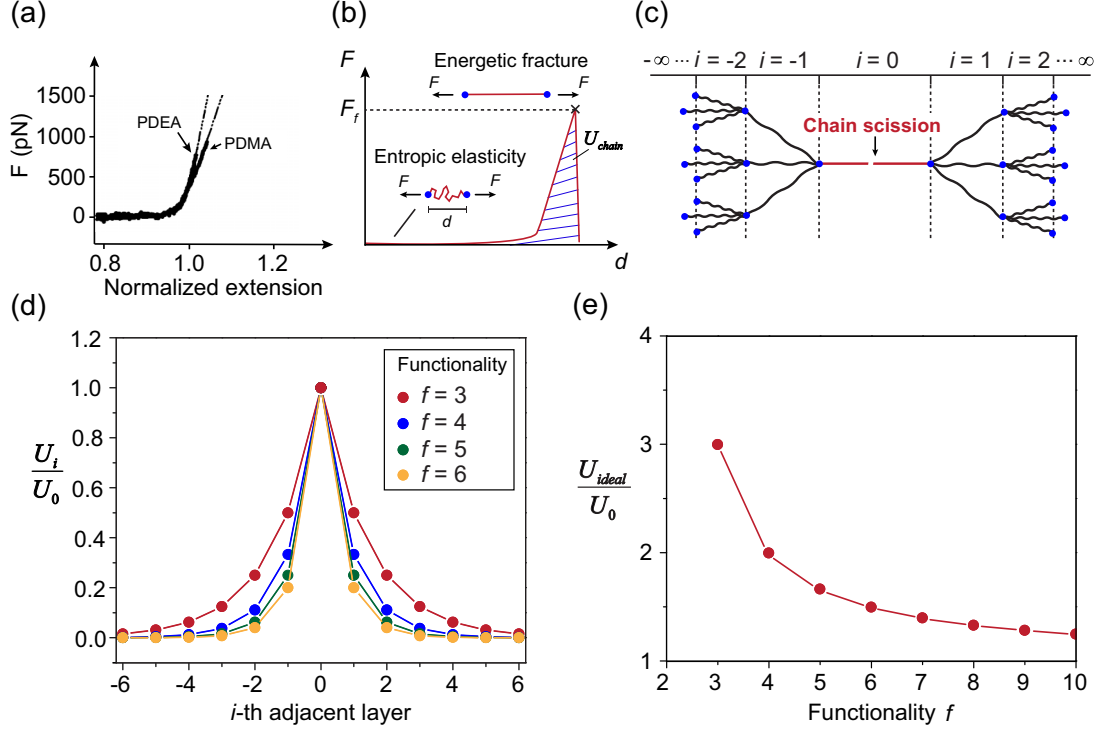 (a)
1500
1000
500
0
F (pN)
PDEA
PDMA
0.8 1.0 1.2
Normalized extension
(b)
F
Energetic fracture
F F
F_f
U_chain
Entropic elasticity
F F
d
d
(c)
-∞ ··· i = -2 i = -1 i = 0 i = 1 i = 2 ··· ∞
Chain scission
(d)
1.2
1.0
0.8
0.6
0.4
0.2
0.0
U_i
U_0
Functionality
f = 3
f = 4
f = 5
f = 6
-6 -4 -2 0 2 4 6
i-th adjacent layer
(e)
4
3
2
1
U_ideal
U_0
2 3 4 5 6 7 8 9 10
Functionality f